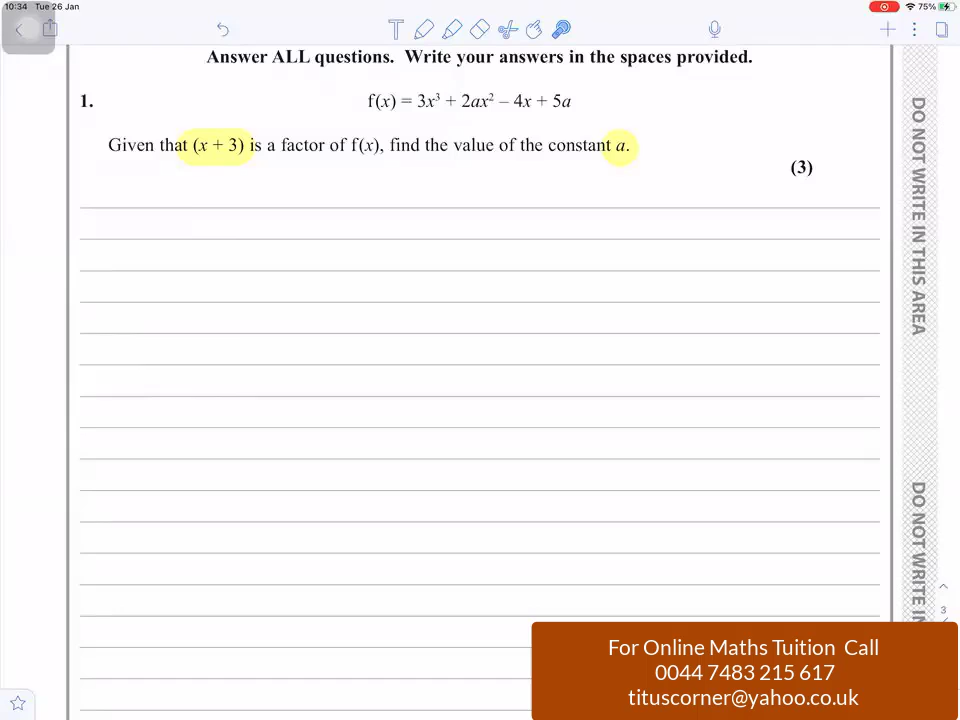 10:34 Tue 26 Jan
75%
Answer ALL questions. Write your answers in the spaces provided.
1.
f(x) = 3x³ + 2ax² – 4x + 5a
Given that (x + 3) is a factor of f(x), find the value of the constant a.
(3)
DO NOT WRITE IN THIS AREA
DO NOT WRITE IN
3
For Online Maths Tuition Call
0044 7483 215 617
tituscorner@yahoo.co.uk